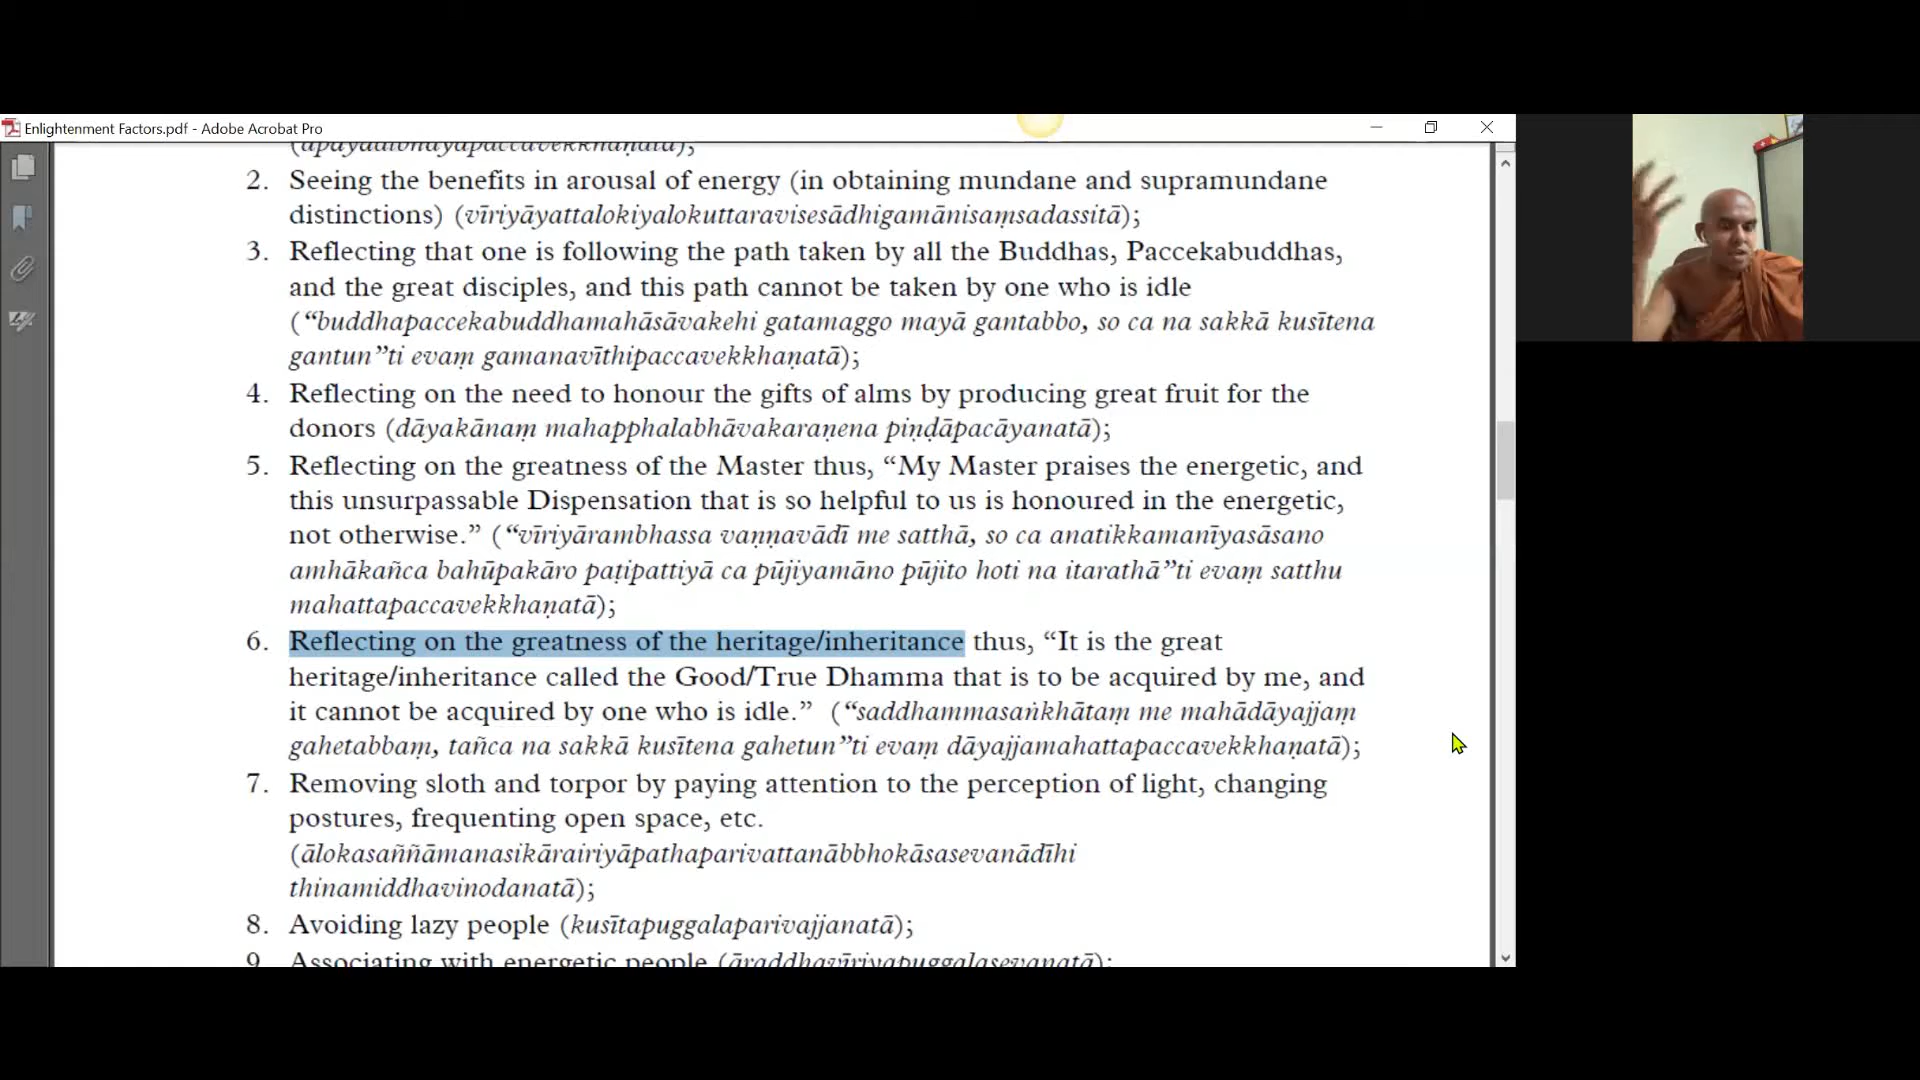 Enlightenment Factors.pdf - Adobe Acrobat Pro
(apāyādibhayapaccavekkhaṇatā);
2. Seeing the benefits in arousal of energy (in obtaining mundane and supramundane
distinctions) (vīriyāyattalokiyalokuttaravisesādhigamānisaṃsadassitā);
3. Reflecting that one is following the path taken by all the Buddhas, Paccekabuddhas,
and the great disciples, and this path cannot be taken by one who is idle
(“buddhapaccekabuddhamahāsāvakehi gatamaggo mayā gantabbo, so ca na sakkā kusītena
gantun”ti evaṃ gamanavīthipaccavekkhaṇatā);
4. Reflecting on the need to honour the gifts of alms by producing great fruit for the
donors (dāyakānaṃ mahapphalabhāvakaraṇena piṇḍāpacāyanatā);
5. Reflecting on the greatness of the Master thus, “My Master praises the energetic, and
this unsurpassable Dispensation that is so helpful to us is honoured in the energetic,
not otherwise.” (“vīriyārambhassa vaṇṇavādī me satthā, so ca anatikkamanīyasāsano
amhākañca bahūpakāro paṭipattiyā ca pūjiyamāno pūjito hoti na itarathā”ti evaṃ satthu
mahattapaccavekkhaṇatā);
6. Reflecting on the greatness of the heritage/inheritance thus, “It is the great
heritage/inheritance called the Good/True Dhamma that is to be acquired by me, and
it cannot be acquired by one who is idle.” (“saddhammasaṅkhātaṃ me mahādāyajjaṃ
gahetabbaṃ, tañca na sakkā kusītena gahetun”ti evaṃ dāyajjamahattapaccavekkhaṇatā);
7. Removing sloth and torpor by paying attention to the perception of light, changing
postures, frequenting open space, etc.
(ālokasaññāmanasikārairiyāpathaparivattanābbhokāsasevanādīhi
thinamiddhavinodanatā);
8. Avoiding lazy people (kusītapuggalaparivajjanatā);
9. Associating with energetic people (āraddhavīriyapuggalasevanatā);